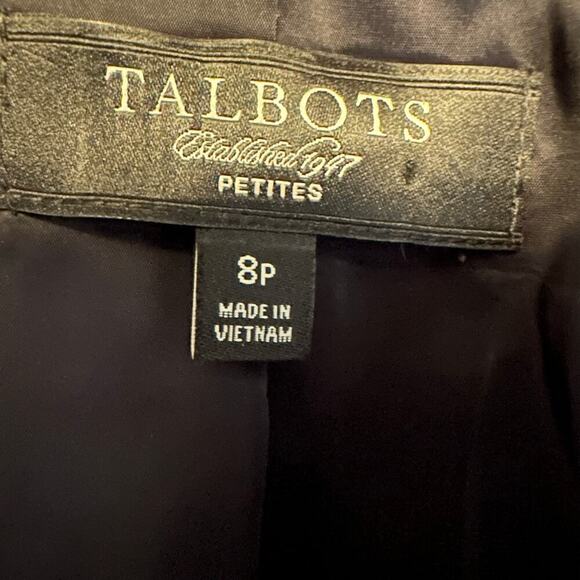 TALBOTS
Established 1947
PETITES
8P
MADE IN
VIETNAM